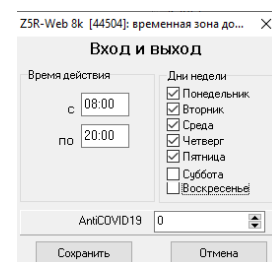 Z5R-Web 8k [44504]: временная зона до...
Вход и выход
Время действия
с 08:00
по 20:00
Дни недели
Понедельник
Вторник
Среда
Четверг
Пятница
Суббота
Воскресенье
AntiCOVID19 0
Сохранить Отмена